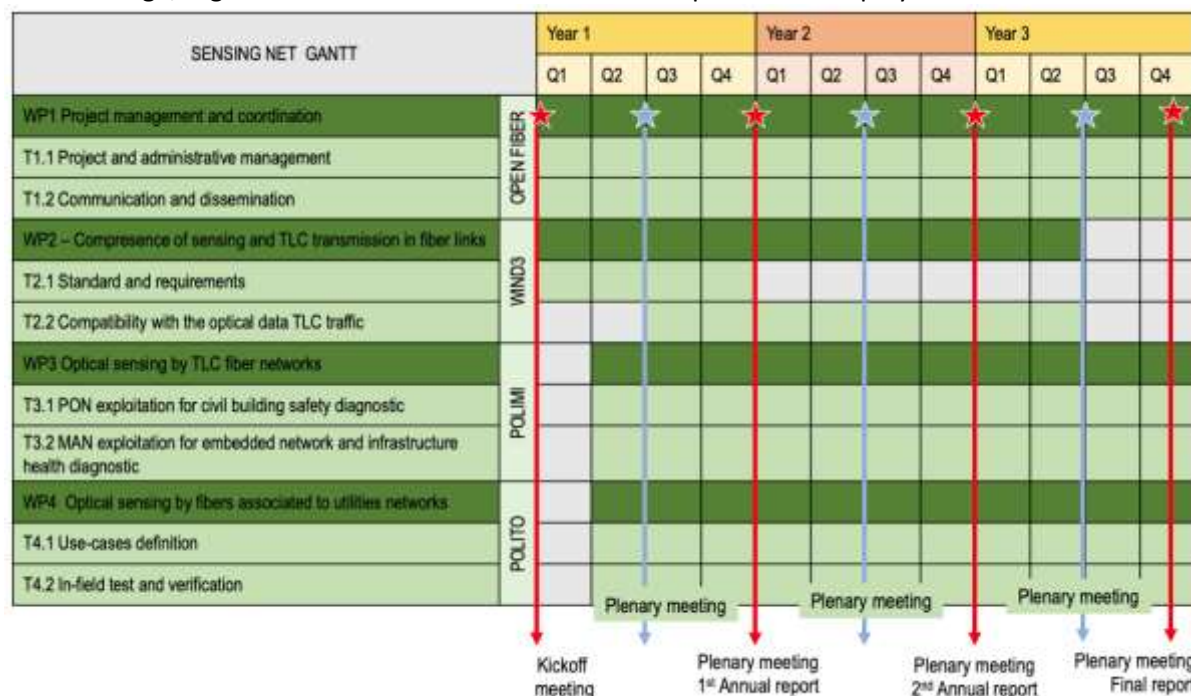 Year 1 Year 2 Year 3
SENSING NET GANTT
Q1 Q2 Q3 Q4 Q1 Q2 Q3 Q4 Q1 Q2 Q3 Q4
WP1 Project management and coordination
OPEN FIBER
T1.1 Project and administrative management
T1.2 Communication and dissemination
WP2 – Compresence of sensing and TLC transmission in fiber links
WIND3
T2.1 Standard and requirements
T2.2 Compatibility with the optical data TLC traffic
WP3 Optical sensing by TLC fiber networks
POLIMI
T3.1 PON exploitation for civil building safety diagnostic
T3.2 MAN exploitation for embedded network and infrastructure
health diagnostic
WP4 Optical sensing by fibers associated to utilities networks
POLITO
T4.1 Use-cases definition
T4.2 In-field test and verification
Plenary meeting Plenary meeting Plenary meeting
Kickoff
meeting
Plenary meeting
1st Annual report
Plenary meeting
2nd Annual report
Plenary meeting
Final report